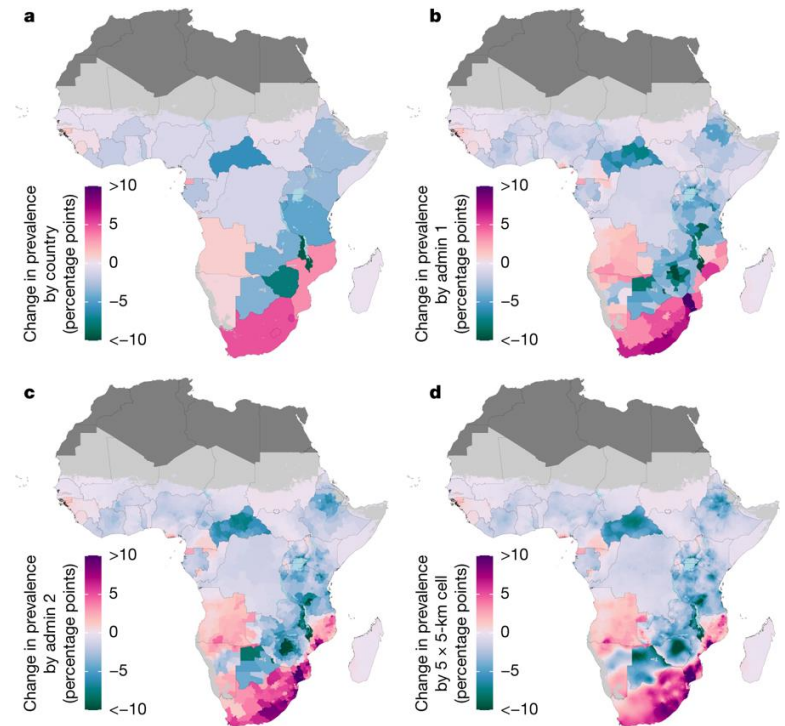 a
Change in prevalence
by country
(percentage points)
>10
5
0
−5
<−10
b
Change in prevalence
by admin 1
(percentage points)
>10
5
0
−5
<−10
c
Change in prevalence
by admin 2
(percentage points)
>10
5
0
−5
<−10
d
Change in prevalence
by 5 × 5-km cell
(percentage points)
>10
5
0
−5
<−10